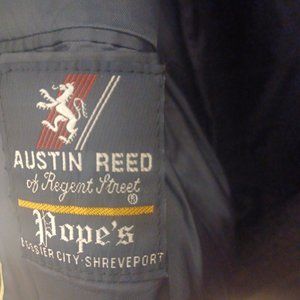 AUSTIN REED
of Regent Street ®
Pope's
BOSSIER CITY-SHREVEPORT